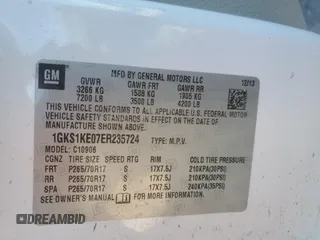 GM
MFD BY GENERAL MOTORS LLC
12/13
GVWR GAWR FRT GAWR RR
3266 KG 1588 KG 1905 KG
7200 LB 3500 LB 4200 LB
THIS VEHICLE CONFORMS TO ALL APPLICABLE U.S. FEDERAL
MOTOR VEHICLE SAFETY
THEFT PREVENTION STANDARDS IN EFFECT ON THE DATE OF
MANUFACTURE SHOWN ABOVE.
1GKS1KE07ER235724 TYPE: M.P.V.
MODEL: C10906
CGNZ TIRE SIZE SPEED RTG RIM COLD TIRE PRESSURE
FRT P265/70R17 S 17X7.5J 210KPA(30PSI)
RR P265/70R17 S 17X7.5J 210KPA(30PSI)
SPA P265/70R17 S 17X7.5J 240KPA(35PSI)
SEE OWNER MANUAL FOR MORE INFORMATION.
DREAMBID